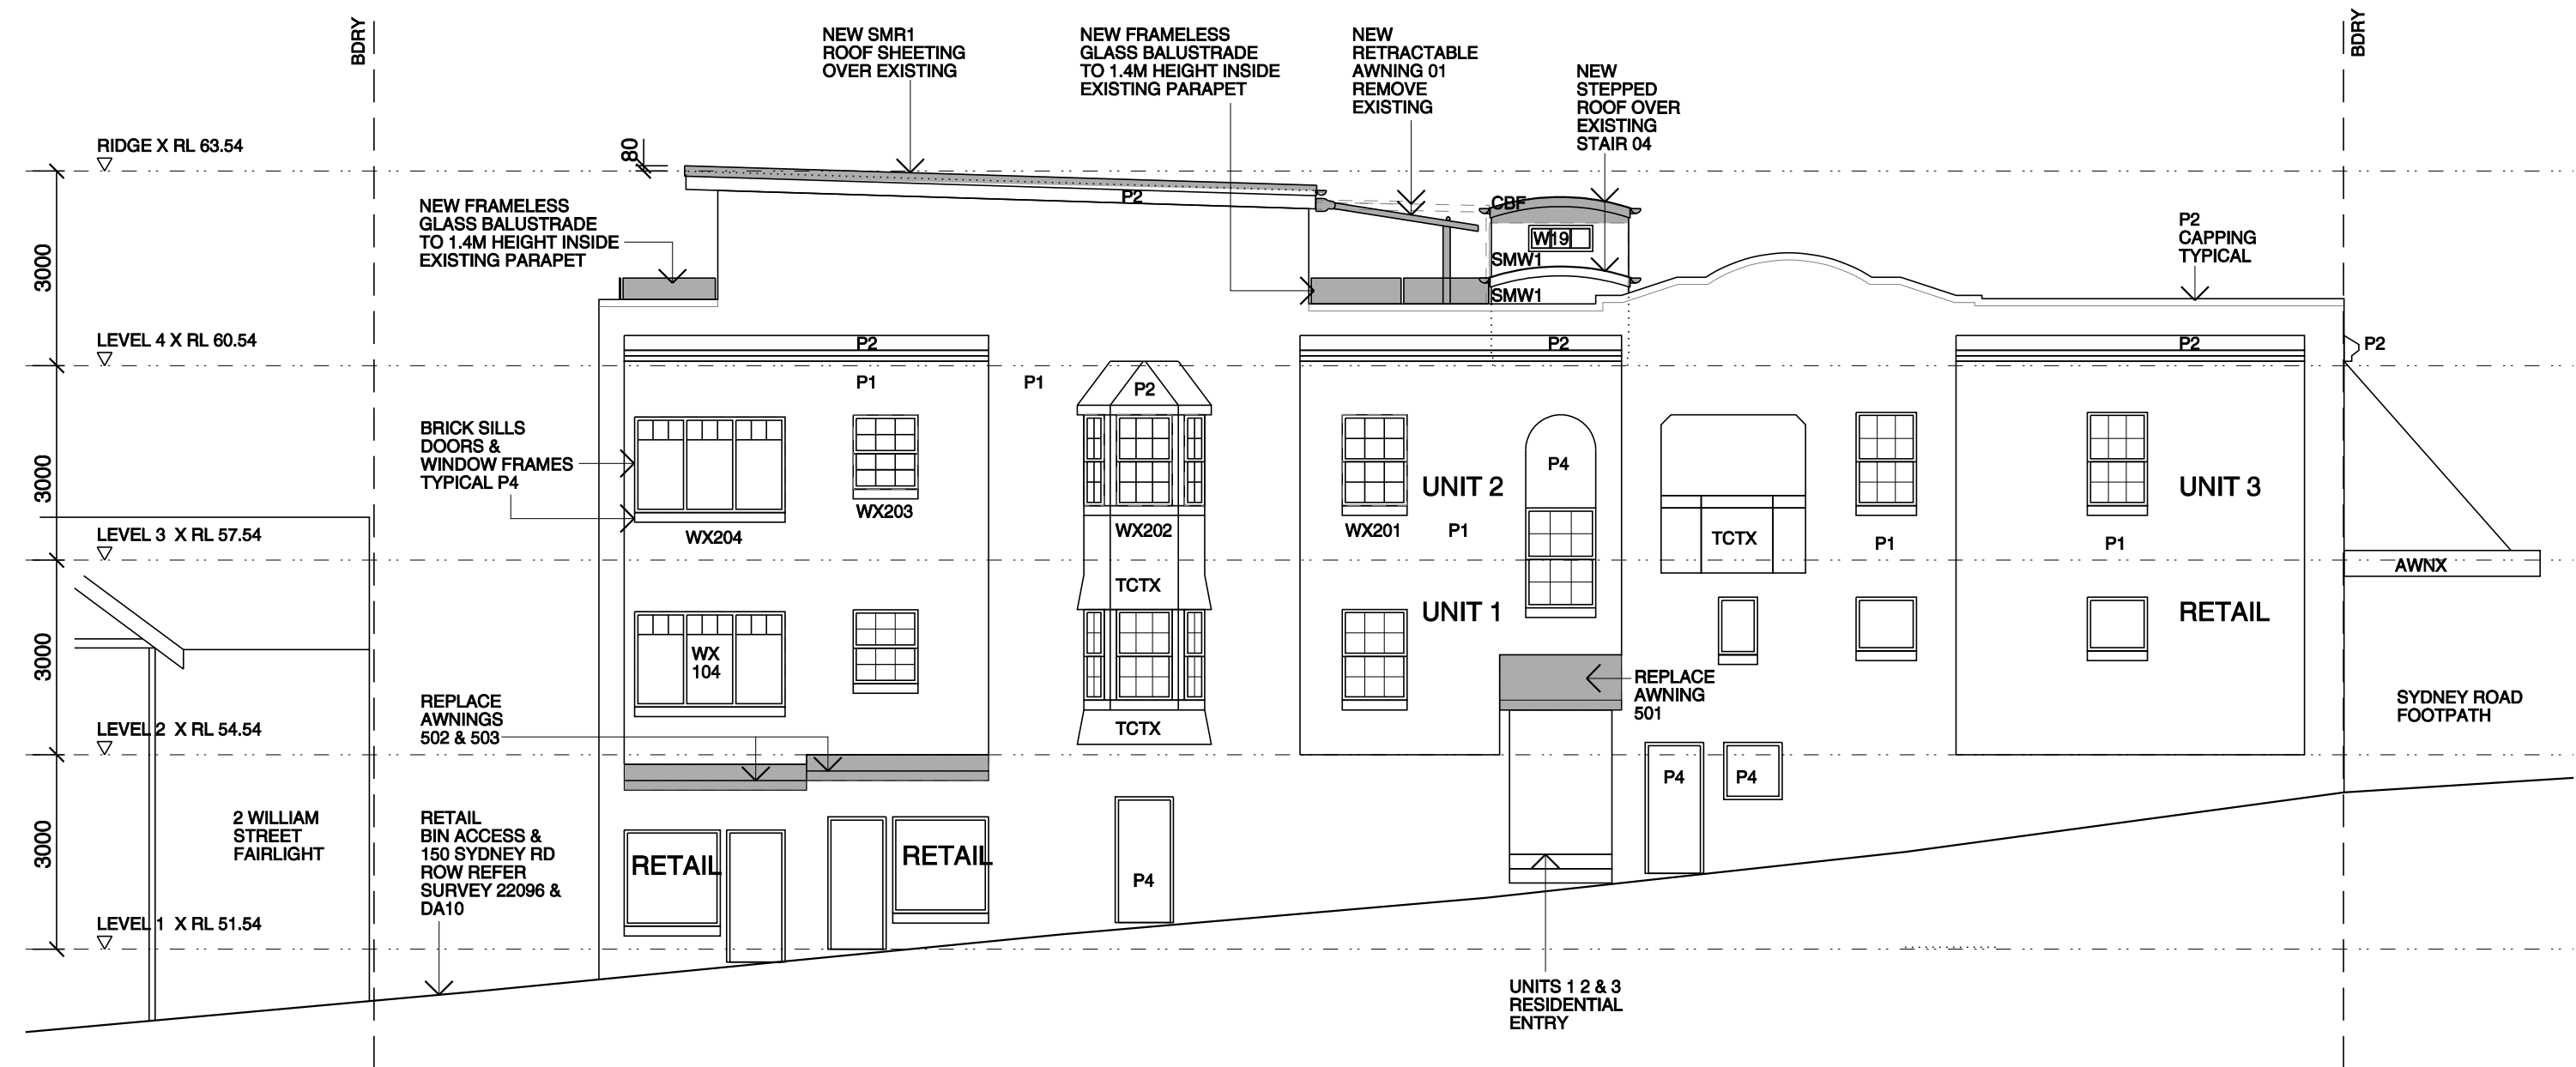 BDRY
BDRY
NEW SMR1
ROOF SHEETING
OVER EXISTING
NEW FRAMELESS
GLASS BALUSTRADE
TO 1.4M HEIGHT INSIDE
EXISTING PARAPET
NEW
RETRACTABLE
AWNING 01
REMOVE
EXISTING
NEW
STEPPED
ROOF OVER
EXISTING
STAIR 04
RIDGE X RL 63.54
80
NEW FRAMELESS
GLASS BALUSTRADE
TO 1.4M HEIGHT INSIDE
EXISTING PARAPET
P2
CBF
W19
SMW1
SMW1
P2
CAPPING
TYPICAL
3000
LEVEL 4 X RL 60.54
P2
P2
P2
P2
P1
P1
P2
BRICK SILLS
DOORS &
WINDOW FRAMES
TYPICAL P4
3000
P4
UNIT 2
UNIT 3
WX204
WX203
WX202
WX201
P1
TCTX
P1
P1
LEVEL 3 X RL 57.54
AWNX
TCTX
UNIT 1
RETAIL
3000
WX
104
REPLACE
AWNINGS
502 & 503
REPLACE
AWNING
501
SYDNEY ROAD
FOOTPATH
LEVEL 2 X RL 54.54
TCTX
P4
P4
3000
2 WILLIAM
STREET
FAIRLIGHT
RETAIL
BIN ACCESS &
150 SYDNEY RD
ROW REFER
SURVEY 22096 &
DA10
RETAIL
RETAIL
P4
LEVEL 1 X RL 51.54
UNITS 1 2 & 3
RESIDENTIAL
ENTRY